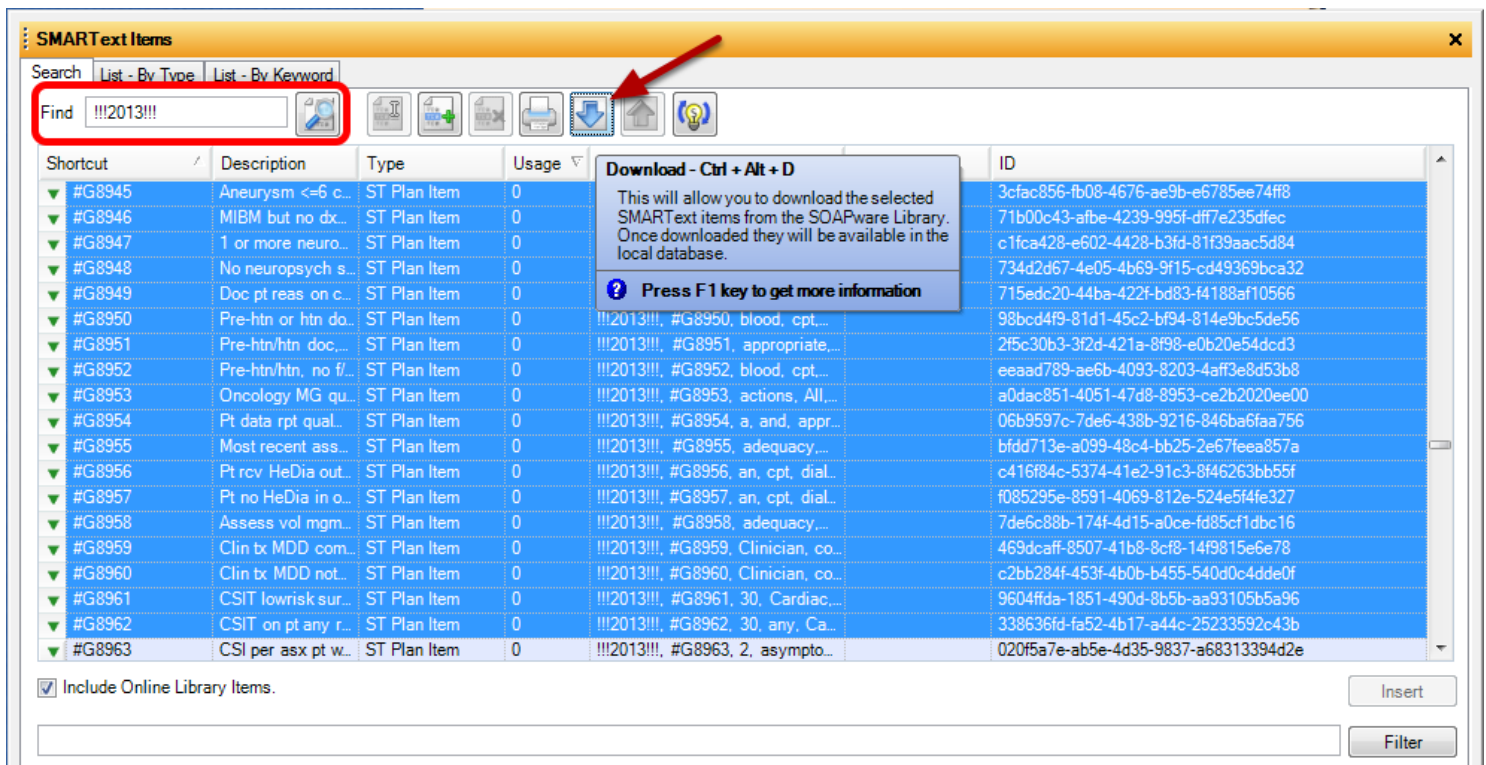 SMARText Items
Search List - By Type List - By Keyword
Find !!!2013!!!
Shortcut Description Type Usage ID
Download - Ctrl + Alt + D
This will allow you to download the selected
SMARText items from the SOAPware Library.
Once downloaded they will be available in the
local database.
Press F1 key to get more information
#G8945 Aneurysm <=6 c... ST Plan Item 0 3cfac856-fb08-4676-ae9b-e6785ee74ff8
#G8946 MIBM but no dx... ST Plan Item 0 71b00c43-afbe-4239-995f-dff7e235dfec
#G8947 1 or more neuro... ST Plan Item 0 c1fca428-e602-4428-b3fd-81f39aac5d84
#G8948 No neuropsych s... ST Plan Item 0 734d2d67-4e05-4b69-9f15-cd49369bca32
#G8949 Doc pt reas on c... ST Plan Item 0 715edc20-44ba-422f-bd83-f4188af10566
#G8950 Pre-htn or htn do... ST Plan Item 0 !!!2013!!!, #G8950, blood, cpt,... 98bcd4f9-81d1-45c2-bf94-814e9bc5de56
#G8951 Pre-htn/htn doc,... ST Plan Item 0 !!!2013!!!, #G8951, appropriate,... 2f5c30b3-3f2d-421a-8f98-e0b20e54dcd3
#G8952 Pre-htn/htn, no f/... ST Plan Item 0 !!!2013!!!, #G8952, blood, cpt,... eeaad789-ae6b-4093-8203-4aff3e8d53b8
#G8953 Oncology MG qu... ST Plan Item 0 !!!2013!!!, #G8953, actions, All,... a0dac851-4051-47d8-8953-ce2b2020ee00
#G8954 Pt data rpt qual... ST Plan Item 0 !!!2013!!!, #G8954, a, and, appr... 06b9597c-7de6-438b-9216-846ba6faa756
#G8955 Most recent ass... ST Plan Item 0 !!!2013!!!, #G8955, adequacy,... bfdd713e-a099-48c4-bb25-2e67feea857a
#G8956 Pt rcv HeDia out... ST Plan Item 0 !!!2013!!!, #G8956, an, cpt, dial... c416f84c-5374-41e2-91c3-8f46263bb55f
#G8957 Pt no HeDia in o... ST Plan Item 0 !!!2013!!!, #G8957, an, cpt, dial... f085295e-8591-4069-812e-524e5f4fe327
#G8958 Assess vol mgm... ST Plan Item 0 !!!2013!!!, #G8958, adequacy,... 7de6c88b-174f-4d15-a0ce-fd85cf1dbc16
#G8959 Clin tx MDD com... ST Plan Item 0 !!!2013!!!, #G8959, Clinician, co... 469dcaff-8507-41b8-8cf8-14f9815e6e78
#G8960 Clin tx MDD not... ST Plan Item 0 !!!2013!!!, #G8960, Clinician, co... c2bb284f-453f-4b0b-b455-540d0c4dde0f
#G8961 CSIT lowrisk sur... ST Plan Item 0 !!!2013!!!, #G8961, 30, Cardiac,... 9604ffda-1851-490d-8b5b-aa93105b5a96
#G8962 CSIT on pt any r... ST Plan Item 0 !!!2013!!!, #G8962, 30, any, Ca... 338636fd-fa52-4b17-a44c-25233592c43b
#G8963 CSI per asx pt w... ST Plan Item 0 !!!2013!!!, #G8963, 2, asympto... 020f5a7e-ab5e-4d35-9837-a68313394d2e
Include Online Library Items.
Insert
Filter